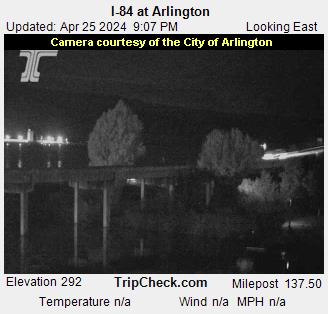 I-84 at Arlington
Updated: Apr 25 2024 9:07 PM Looking East
Camera courtesy of the City of Arlington
Elevation 292 TripCheck.com Milepost 137.50
Temperature n/a Wind n/a MPH n/a